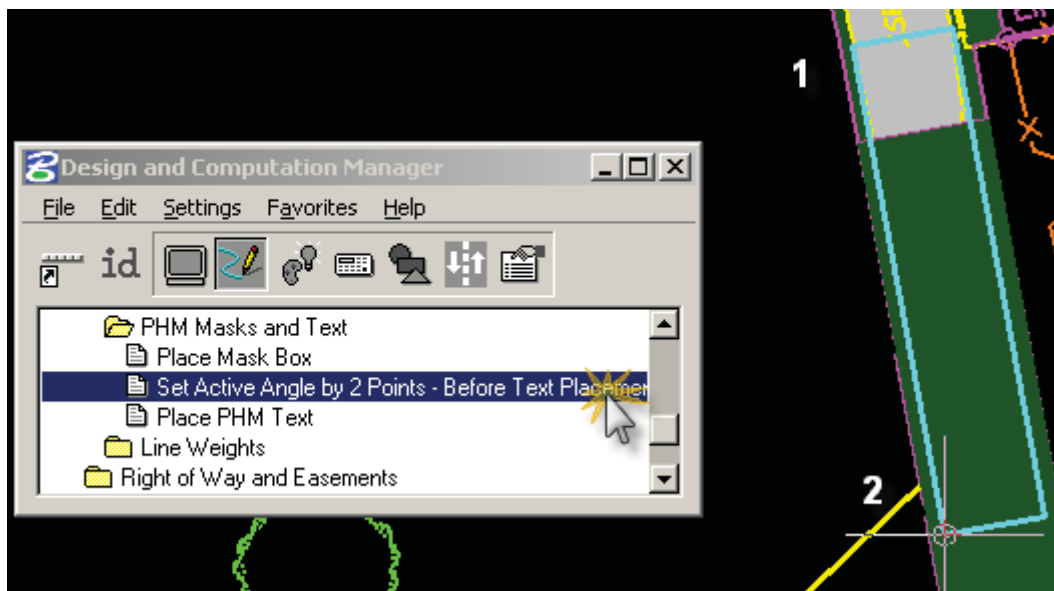 1
Design and Computation Manager
File Edit Settings Favorites Help
id
PHM Masks and Text
Place Mask Box
Set Active Angle by 2 Points - Before Text Placemer
Place PHM Text
Line Weights
Right of Way and Easements
2